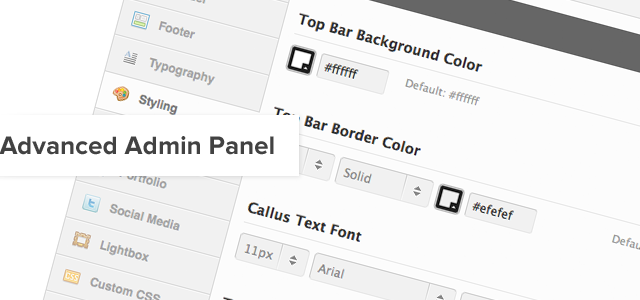 Footer
Typography
Styling
Advanced Admin Panel
Portfolio
Social Media
Lightbox
Custom CSS
Top Bar Background Color
#ffffff
Default: #ffffff
Top Bar Border Color
Solid
#efefef
Callus Text Font
11px
Arial